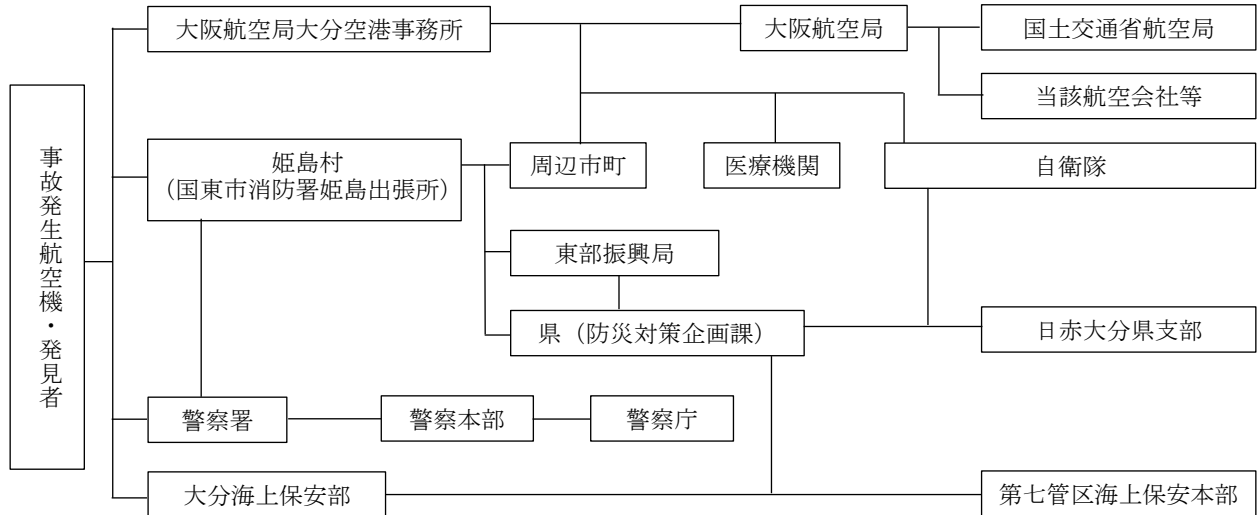 大阪航空局大分空港事務所
大阪航空局
国土交通省航空局
当該航空会社等
事故発生航空機・発見者
姫島村
（国東市消防署姫島出張所）
周辺市町
医療機関
自衛隊
東部振興局
県（防災対策企画課）
日赤大分県支部
警察署
警察本部
警察庁
大分海上保安部
第七管区海上保安本部